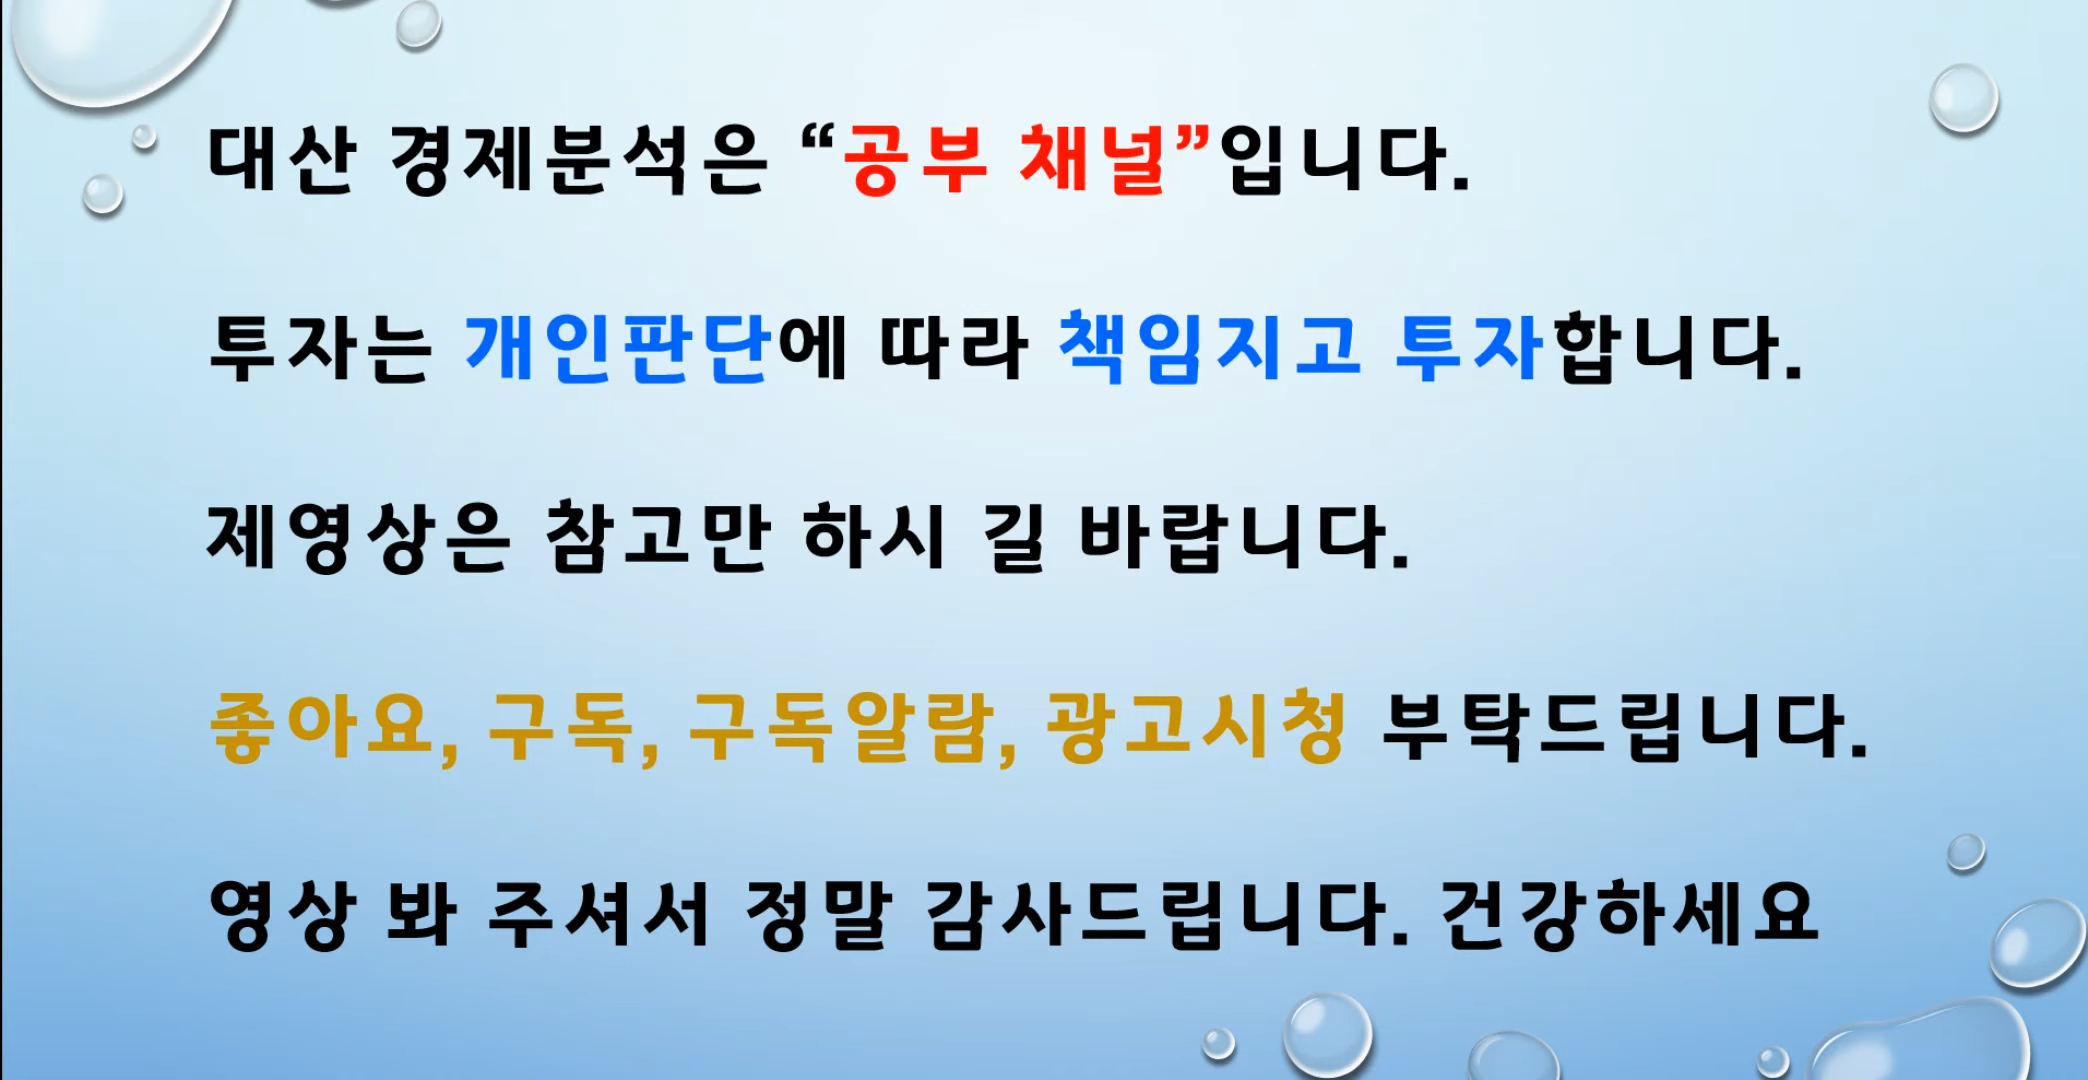 대산 경제분석은 “공부 채널”입니다.
투자는 개인판단에 따라 책임지고 투자합니다.
제영상은 참고만 하시 길 바랍니다.
좋아요, 구독, 구독알람, 광고시청 부탁드립니다.
영상 봐 주셔서 정말 감사드립니다. 건강하세요